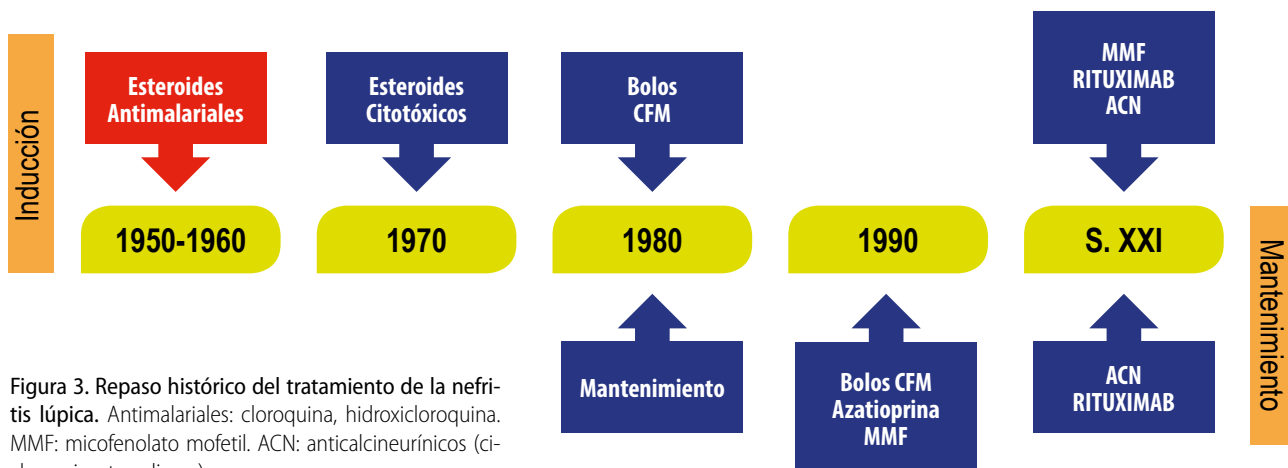 Inducción
Esteroides
Antimalariales
Esteroides
Citotóxicos
Bolos
CFM
MMF
RITUXIMAB
ACN
1950-1960
1970
1980
1990
S. XXI
Mantenimiento
Bolos CFM
Azatioprina
MMF
ACN
RITUXIMAB
Mantenimiento
Figura 3. Repaso histórico del tratamiento de la nefri-
tis lúpica. Antimalariales: cloroquina, hidroxicloroquina.
MMF: micofenolato mofetil. ACN: anticalcineurínicos (ci-